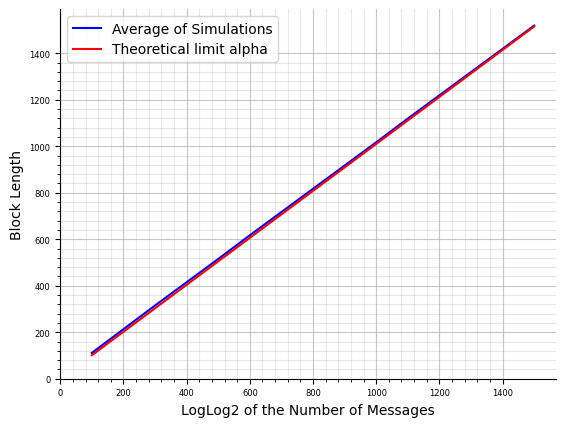 Average of Simulations
Theoretical limit alpha
1400
1200
1000
800
600
400
200
0
Block Length
0 200 400 600 800 1000 1200 1400
LogLog2 of the Number of Messages